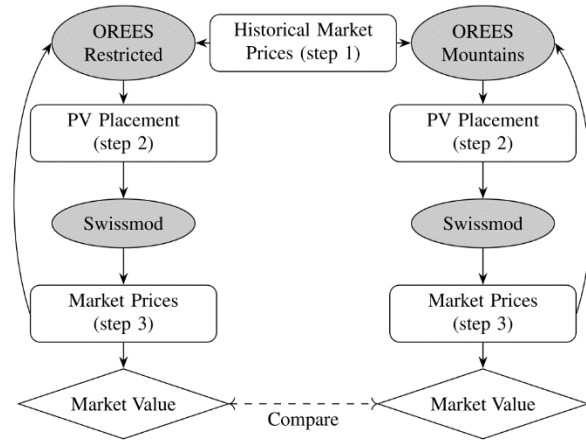 OREES
Restricted
Historical Market
Prices (step 1)
OREES
Mountains
PV Placement
(step 2)
PV Placement
(step 2)
Swissmod
Swissmod
Market Prices
(step 3)
Market Prices
(step 3)
Market Value
Compare
Market Value